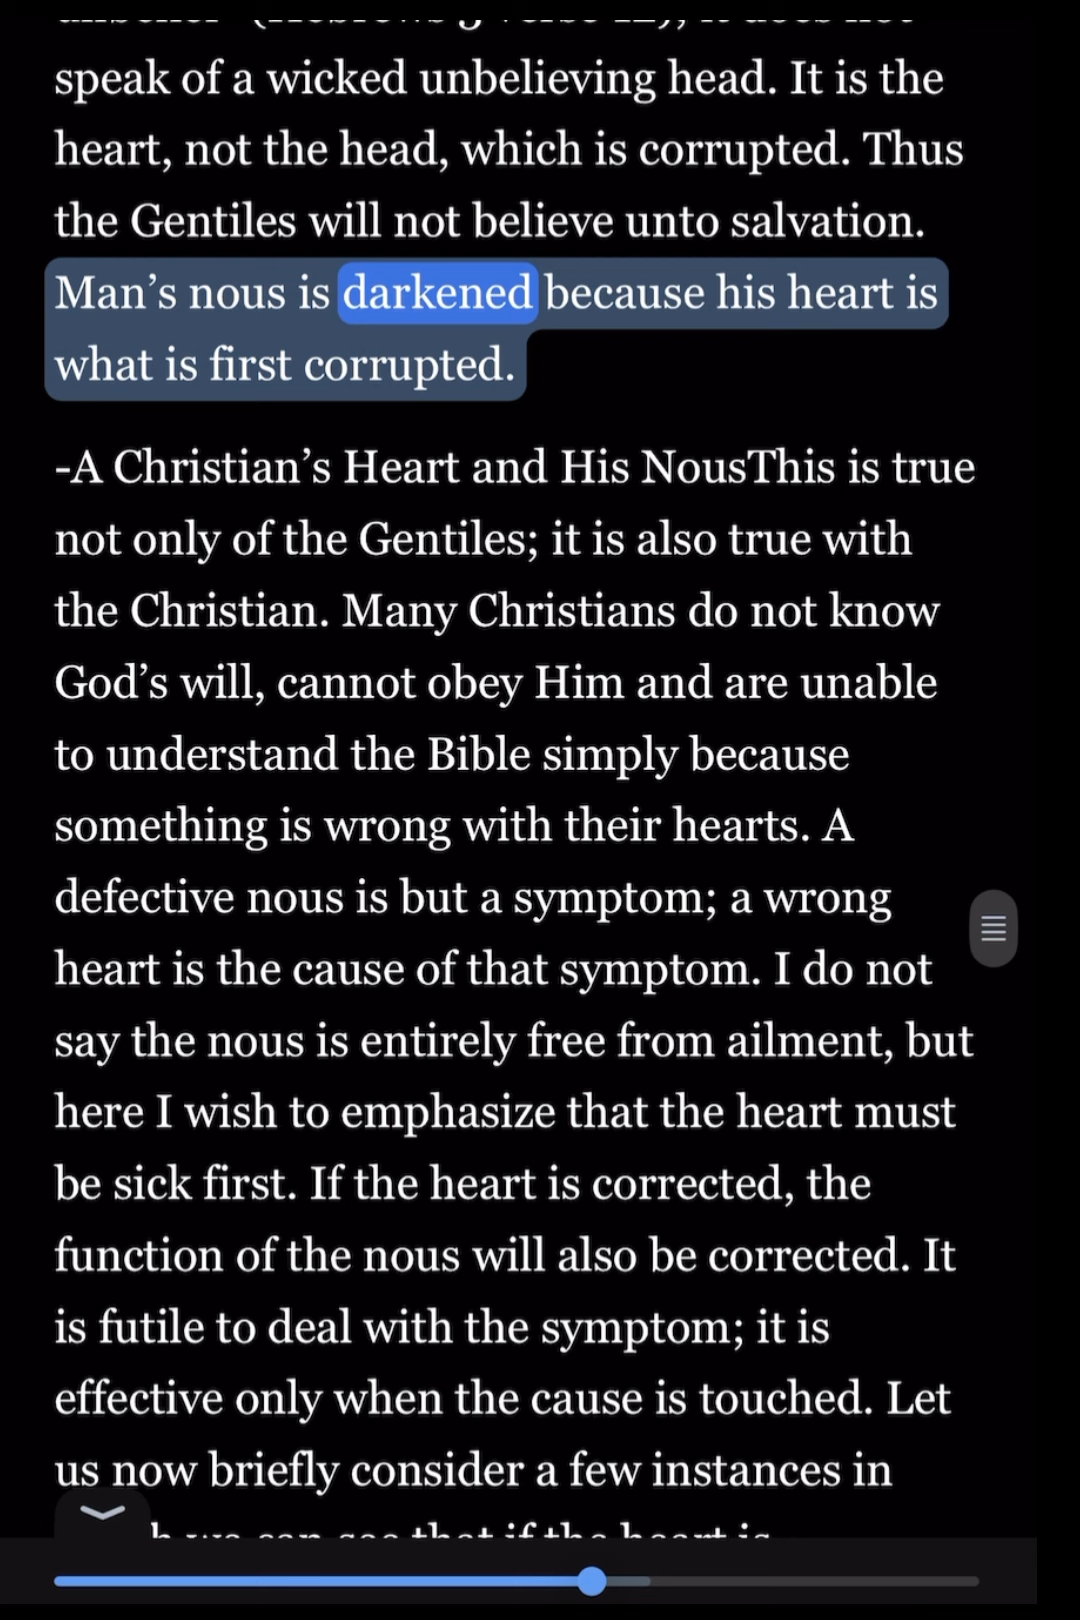 speak of a wicked unbelieving head. It is the
heart, not the head, which is corrupted. Thus
the Gentiles will not believe unto salvation.
Man’s nous is darkened because his heart is
what is first corrupted.
-A Christian’s Heart and His NousThis is true
not only of the Gentiles; it is also true with
the Christian. Many Christians do not know
God’s will, cannot obey Him and are unable
to understand the Bible simply because
something is wrong with their hearts. A
defective nous is but a symptom; a wrong
heart is the cause of that symptom. I do not
say the nous is entirely free from ailment, but
here I wish to emphasize that the heart must
be sick first. If the heart is corrected, the
function of the nous will also be corrected. It
is futile to deal with the symptom; it is
effective only when the cause is touched. Let
us now briefly consider a few instances in
we can see that if the heart is